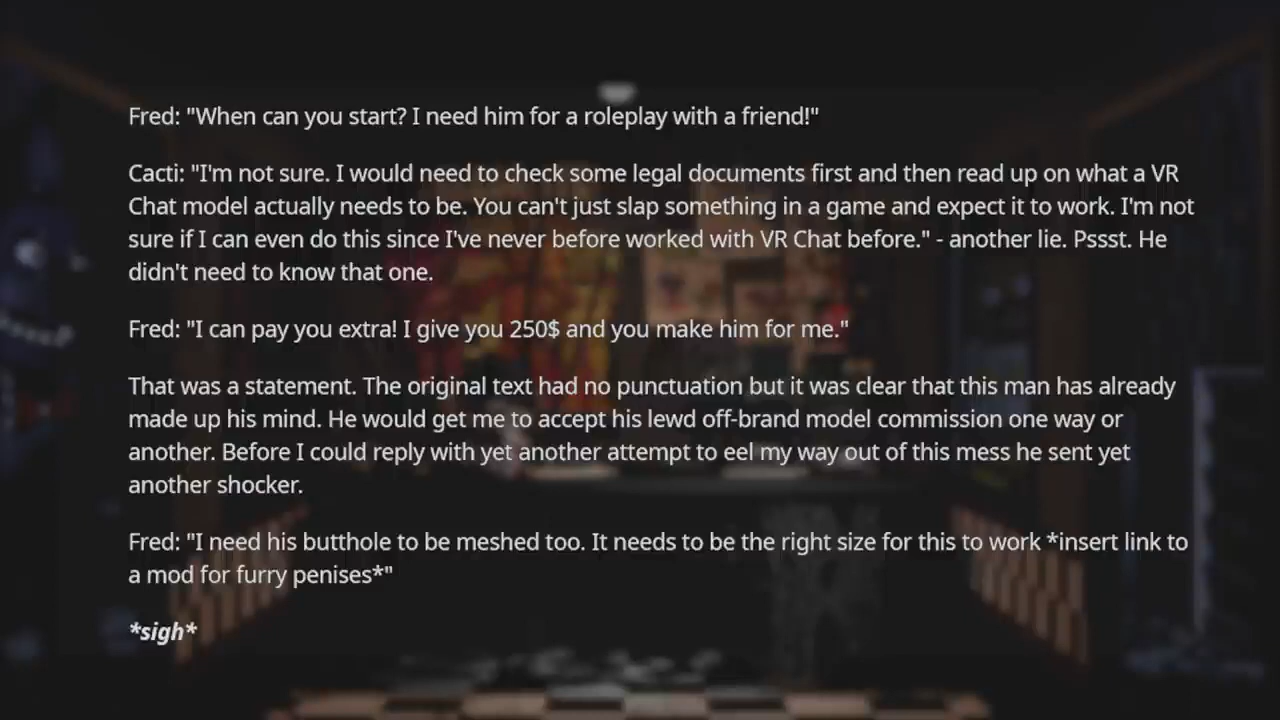 Fred: "When can you start? I need him for a roleplay with a friend!"
Cacti: "I'm not sure. I would need to check some legal documents first and then read up on what a VR
Chat model actually needs to be. You can't just slap something in a game and expect it to work. I'm not
sure if I can even do this since I've never before worked with VR Chat before." - another lie. Pssst. He
didn't need to know that one.
Fred: "I can pay you extra! I give you 250$ and you make him for me."
That was a statement. The original text had no punctuation but it was clear that this man has already
made up his mind. He would get me to accept his lewd off-brand model commission one way or
another. Before I could reply with yet another attempt to eel my way out of this mess he sent yet
another shocker.
Fred: "I need his butthole to be meshed too. It needs to be the right size for this to work *insert link to
a mod for furry penises*"
*sigh*